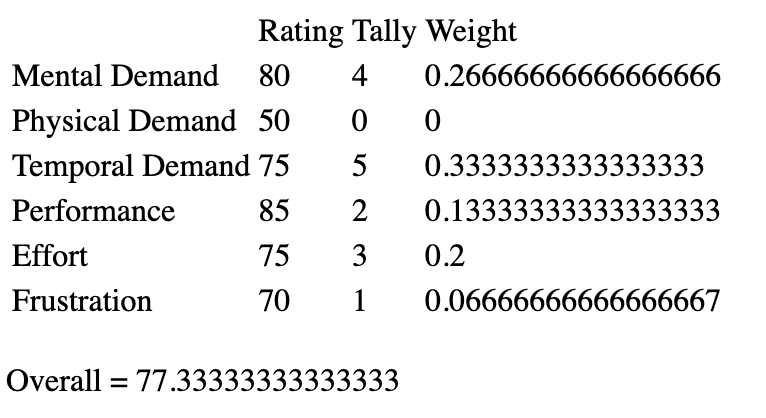 Rating Tally Weight
Mental Demand 80 4 0.26666666666666666
Physical Demand 50 0 0
Temporal Demand 75 5 0.3333333333333333
Performance 85 2 0.13333333333333333
Effort 75 3 0.2
Frustration 70 1 0.06666666666666667
Overall = 77.33333333333333